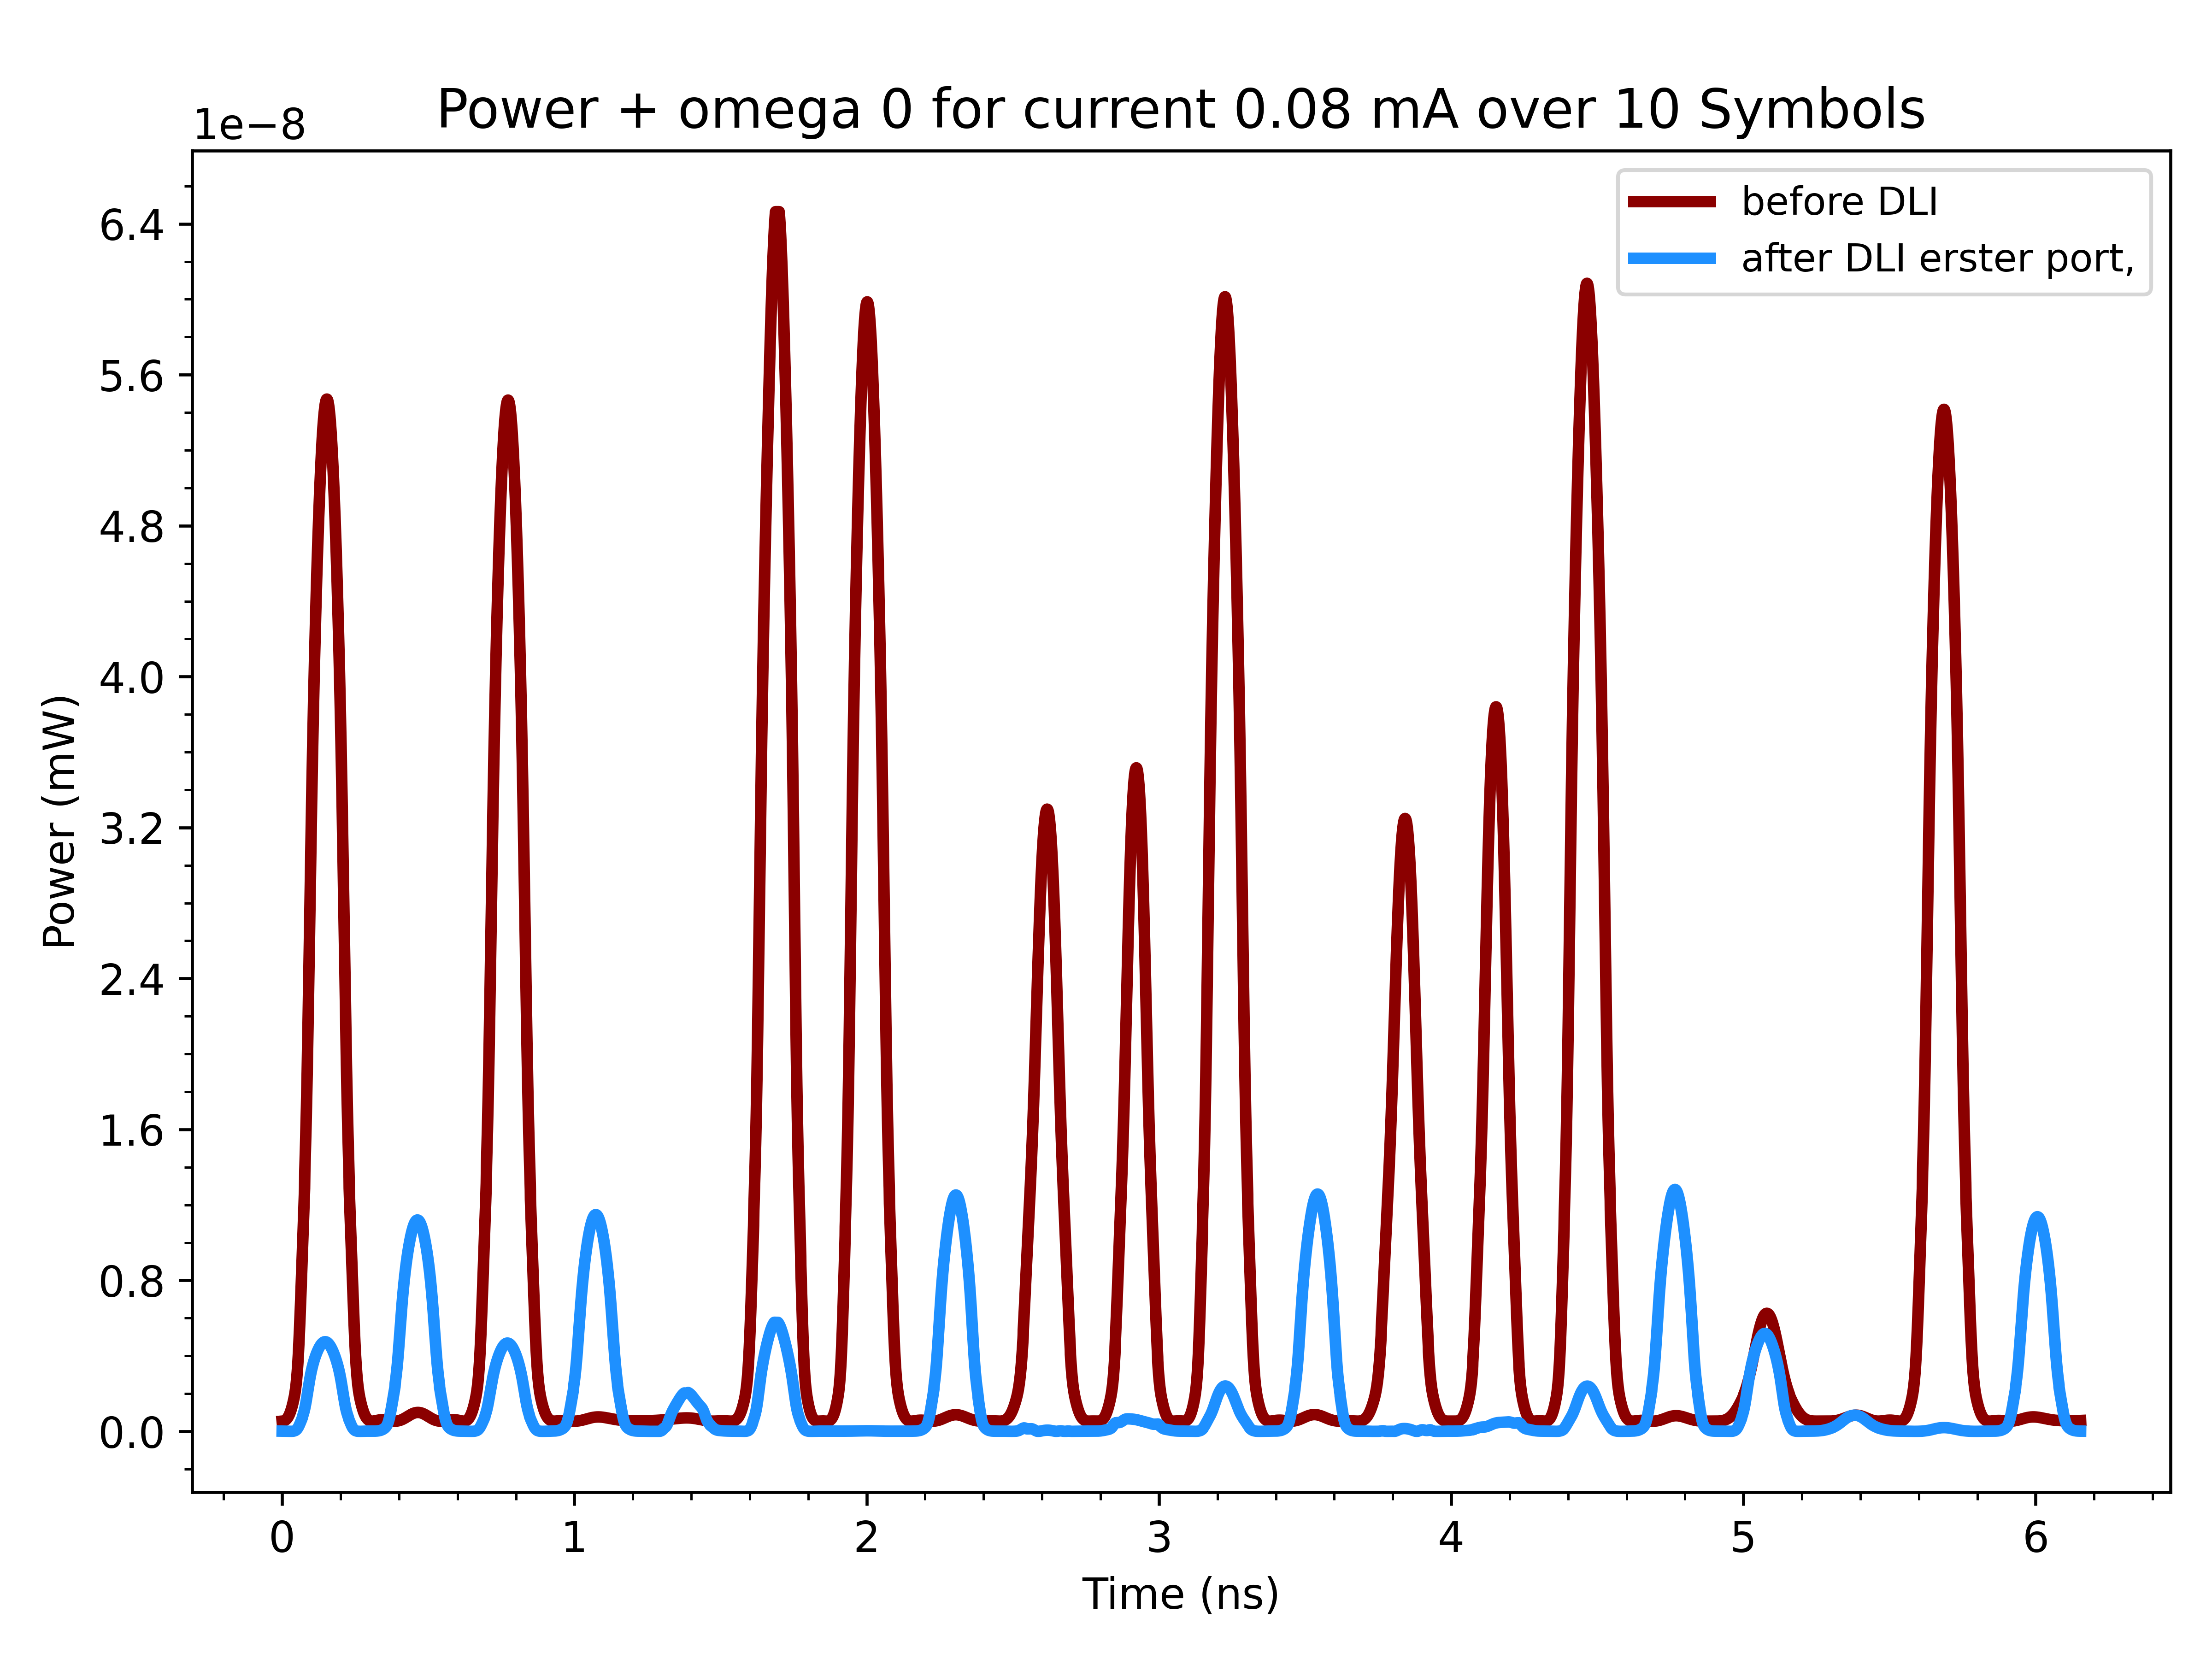 Power + omega 0 for current 0.08 mA over 10 Symbols
1e−8
before DLI
after DLI erster port,
6.4
5.6
4.8
4.0
3.2
2.4
1.6
0.8
0.0
Power (mW)
0 1 2 3 4 5 6
Time (ns)